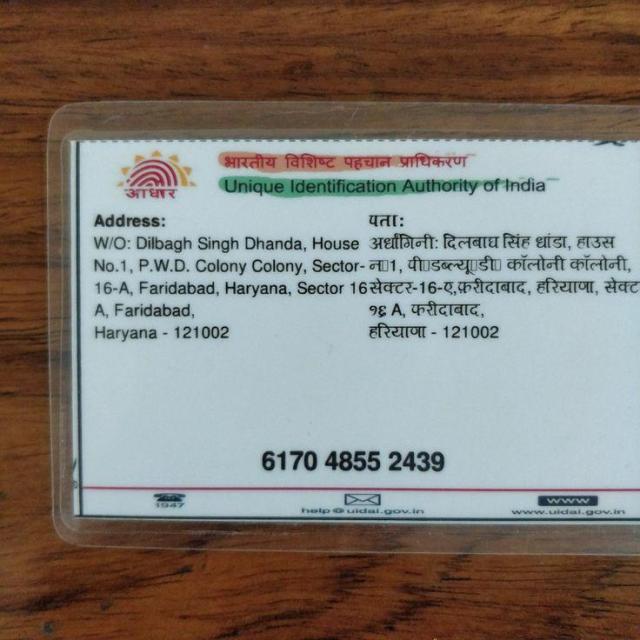 भारतीय विशिष्ट पहचान प्राधिकरण
Unique Identification Authority of India
आधार
Address:
W/O: Dilbagh Singh Dhanda, House
No.1, P.W.D. Colony Colony, Sector-
16-A, Faridabad, Haryana, Sector 16
A, Faridabad,
Haryana - 121002
पता:
अर्धांगिनी: दिलबाघ सिंह धांडा, हाउस
न□1, पी□डब्ल्यू□डी□ कॉलोनी कॉलोनी,
सेक्टर-16-ए,फ़रीदाबाद, हरियाणा, सेक्ट
१६ A, फरीदाबाद,
हरियाणा - 121002
6170 4855 2439
1947
help@uidai.gov.in
www
www.uidai.gov.in